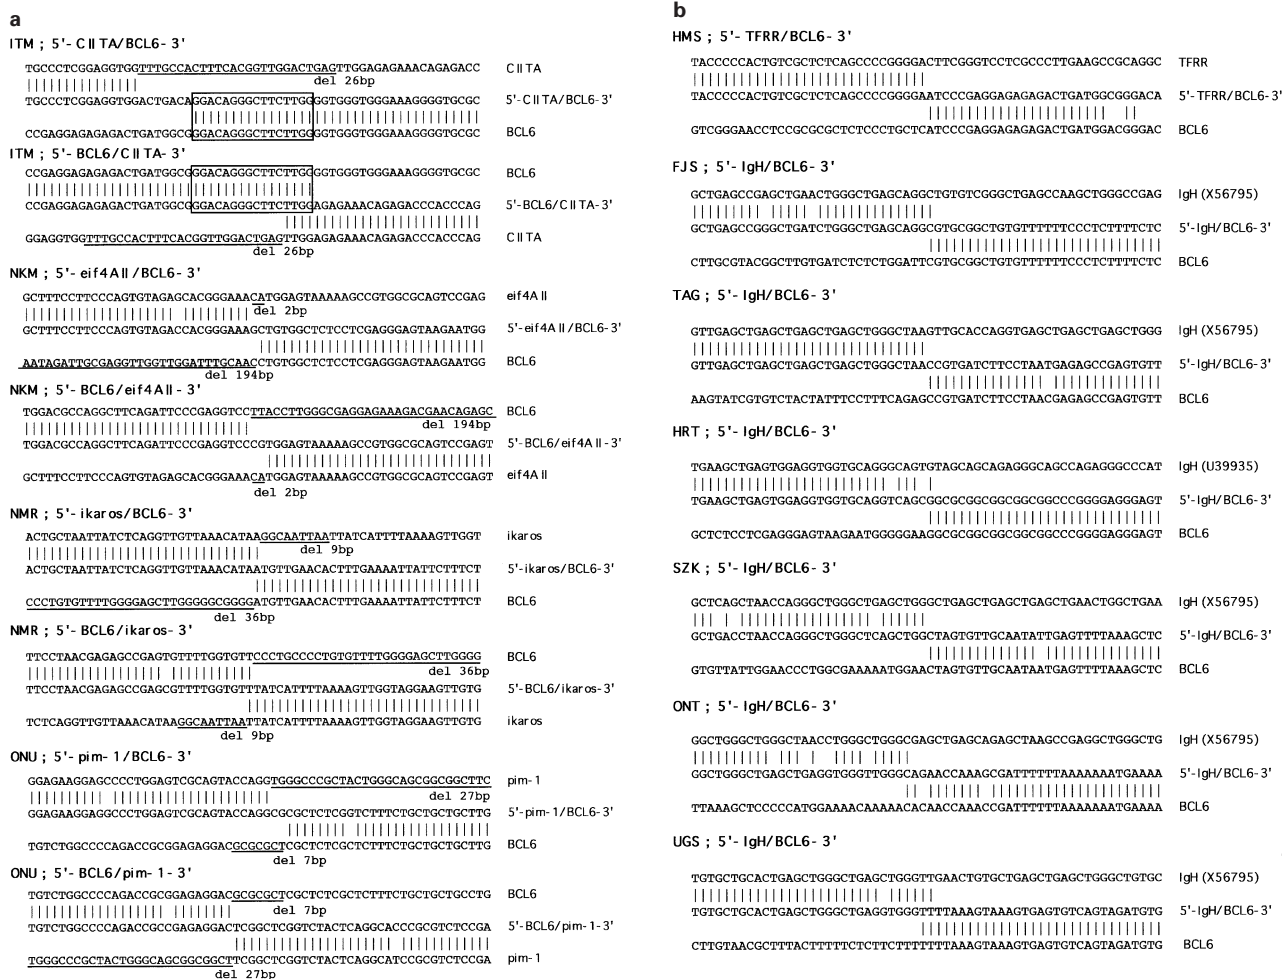 a
ITM ; 5'- CⅡTA/BCL6- 3'
TGCCCTCGGAGGTGGTTTGCCACTTTCACGGTTGGACTGAGTTGGAGAGAAACAGAGACC CⅡTA
del 26bp
TGCCCTCGGAGGTGGACTGACAGGACAGGGCTTCTTGGGGTGGGTGGGAAAGGGGTGCGC 5'-CⅡTA/BCL6-3'
CCGAGGAGAGAGACTGATGGCGGGACAGGGCTTCTTGGGGTGGGTGGGAAAGGGGTGCGC BCL6
ITM ; 5'- BCL6/CⅡTA- 3'
CCGAGGAGAGAGACTGATGGCGGGACAGGGCTTCTTGGGGTGGGTGGGAAAGGGGTGCGC BCL6
CCGAGGAGAGAGACTGATGGCGGGACAGGGCTTCTTGGAGAGAAACAGAGACCCACCCAG 5'-BCL6/CⅡTA-3'
GGAGGTGGTTTGCCACTTTCACGGTTGGACTGAGTTGGAGAGAAACAGAGACCCACCCAG CⅡTA
del 26bp
NKM ; 5'- eif4AⅡ/BCL6- 3'
GCTTTCCTTCCCAGTGTAGAGCACGGGAAACATGGAGTAAAAAGCCGTGGCGCAGTCCGAG eif4AⅡ
del 2bp
GCTTTCCTTCCCAGTGTAGACCACGGGAAAGCTGTGGCTCTCCTCGAGGGAGTAAGAATGG 5'-eif4AⅡ/BCL6-3'
AATAGATTGCGAGGTTGGTTGGATTTGCAACCTGTGGCTCTCCTCGAGGGAGTAAGAATGG BCL6
del 194bp
NKM ; 5'- BCL6/eif4AⅡ- 3'
TGGACGCCAGGCTTCAGATTCCCGAGGTCCTTACCTTGGGCGAGGAGAAAGACGAACAGAGC BCL6
del 194bp
TGGACGCCAGGCTTCAGATTCCCGAGGTCCCGTGGAGTAAAAAGCCGTGGCGCAGTCCGAGT 5'-BCL6/eif4AⅡ-3'
GCTTTCCTTCCCAGTGTAGAGCACGGGAAACATGGAGTAAAAAGCCGTGGCGCAGTCCGAGT eif4AⅡ
del 2bp
NMR ; 5'- ikaros/BCL6- 3'
ACTGCTAATTATCTCAGGTTGTTAAACATAAGGCAATTAATTATCATTTTAAAAGTTGGT ikaros
del 9bp
ACTGCTAATTATCTCAGGTTGTTAAACATAATGTTGAACACTTTGAAAATTATTCTTTCT 5'-ikaros/BCL6-3'
CCCTGTGTTTTGGGGAGCTTGGGGGCGGGGATGTTGAACACTTTGAAAATTATTCTTTCT BCL6
del 36bp
NMR ; 5'- BCL6/ikaros- 3'
TTCCTAACGAGAGCCGAGTGTTTTGGTGTTCCCTGCCCCTGTGTTTTGGGGAGCTTGGGG BCL6
del 36bp
TTCCTAACGAGAGCCGAGCGTTTTGGTGTTTATCATTTTAAAAGTTGGTAGGAAGTTGTG 5'-BCL6/ikaros-3'
TCTCAGGTTGTTAAACATAAGGCAATTAATTATCATTTTAAAAGTTGGTAGGAAGTTGTG ikaros
del 9bp
ONU ; 5'- pim- 1/BCL6- 3'
GGAGAAGGAGCCCCTGGAGTCGCAGTACCAGGTGGGCCCGCTACTGGGCAGCGGCGGCTTC pim-1
del 27bp
GGAGAAGGAGGCCCTGGAGTCGCAGTACCAGGCGCGCTCTCGGTCTTTCTGCTGCTGCTTG 5'-pim-1/BCL6-3'
TGTCTGGCCCCAGACCGCGGAGAGGACGCGCGCTCGCTCTCGCTCTTTCTGCTGCTGCTTG BCL6
del 7bp
ONU ; 5'- BCL6/pim- 1- 3'
TGTCTGGCCCCAGACCGCGGAGAGGACGCGCGCTCGCTCTCGCTCTTTCTGCTGCTGCCTG BCL6
del 7bp
TGTCTGGCCCCAGACCGCCGAGAGGACTCGGCTCGGTCTACTCAGGCACCCGCGTCTCCGA 5'-BCL6/pim-1-3'
TGGGCCCGCTACTGGGCAGCGGCGGCTTCGGCTCGGTCTACTCAGGCATCCGCGTCTCCGA pim-1
del 27bp
b
HMS ; 5'- TFRR/BCL6- 3'
TACCCCCACTGTCGCTCTCAGCCCCGGGGACTTCGGGTCCTCGCCCTTGAAGCCGCAGGC TFRR
TACCCCCACTGTCGCTCTCAGCCCCGGGGAATCCCGAGGAGAGAGACTGATGGCGGGACA 5'-TFRR/BCL6-3'
GTCGGGAACCTCCGCGCGCTCTCCCTGCTCATCCCGAGGAGAGAGACTGATGGACGGGAC BCL6
FJS ; 5'- IgH/BCL6- 3'
GCTGAGCCGAGCTGAACTGGGCTGAGCAGGCTGTGTCGGGCTGAGCCAAGCTGGGCCGAG IgH (X56795)
GCTGAGCCGGGCTGATCTGGGCTGAGCAGGCGTGCGGCTGTGTTTTTTCCCTCTTTTCTC 5'-IgH/BCL6-3'
CTTGCGTACGGCTTGTGATCTCTCTGGATTCGTGCGGCTGTGTTTTTTCCCTCTTTTCTC BCL6
TAG ; 5'- IgH/BCL6- 3'
GTTGAGCTGAGCTGAGCTGAGCTGGGCTAAGTTGCACCAGGTGAGCTGAGCTGAGCTGGG IgH (X56795)
GTTGAGCTGAGCTGAGCTGAGCTGGGCTAACCGTGATCTTCCTAATGAGAGCCGAGTGTT 5'-IgH/BCL6-3'
AAGTATCGTGTCTACTATTTCCTTTCAGAGCCGTGATCTTCCTAACGAGAGCCGAGTGTT BCL6
HRT ; 5'- IgH/BCL6- 3'
TGAAGCTGAGTGGAGGTGGTGCAGGGCAGTGTAGCAGCAGAGGGCAGCCAGAGGGCCCAT IgH (U39935)
TGAAGCTGAGTGGAGGTGGTGCAGGTCAGCGGCGCGGCGGCGGCGGCCCGGGGAGGGAGT 5'-IgH/BCL6-3'
GCTCTCCTCGAGGGAGTAAGAATGGGGGAAGGCGCGGCGGCGGCGGCCCGGGGAGGGAGT BCL6
SZK ; 5'- IgH/BCL6- 3'
GCTCAGCTAACCAGGGCTGGGCTGAGCTGGGCTGAGCTGAGCTGAGCTGAACTGGCTGAA IgH (X56795)
GCTGACCTAACCAGGGCTGGGCTCAGCTGGCTAGTGTTGCAATATTGAGTTTTAAAGCTC 5'-IgH/BCL6-3'
GTGTTATTGGAACCCTGGCGAAAAATGGAACTAGTGTTGCAATAATGAGTTTTAAAGCTC BCL6
ONT ; 5'- IgH/BCL6- 3'
GGCTGGGCTGGGCTAACCTGGGCTGGGCGAGCTGAGCAGAGCTAAGCCGAGGCTGGGCTG IgH (X56795)
GGCTGGGCTGAGCTGAGGTGGGTTGGGCAGAACCAAAGCGATTTTTTAAAAAAATGAAAA 5'-IgH/BCL6-3'
TTAAAGCTCCCCCATGGAAAACAAAAACACAACCAAACCGATTTTTTAAAAAAATGAAAA BCL6
UGS ; 5'- IgH/BCL6- 3'
TGTGCTGCACTGAGCTGGGCTGAGCTGGGTTGAACTGTGCTGAGCTGAGCTGGGCTGTGC IgH (X56795)
TGTGCTGCACTGAGCTGGGCTGAGGTGGGTTTTAAAGTAAAGTGAGTGTCAGTAGATGTG 5'-IgH/BCL6-3'
CTTGTAACGCTTTACTTTTTCTCTTCTTTTTTTAAAGTAAAGTGAGTGTCAGTAGATGTG BCL6